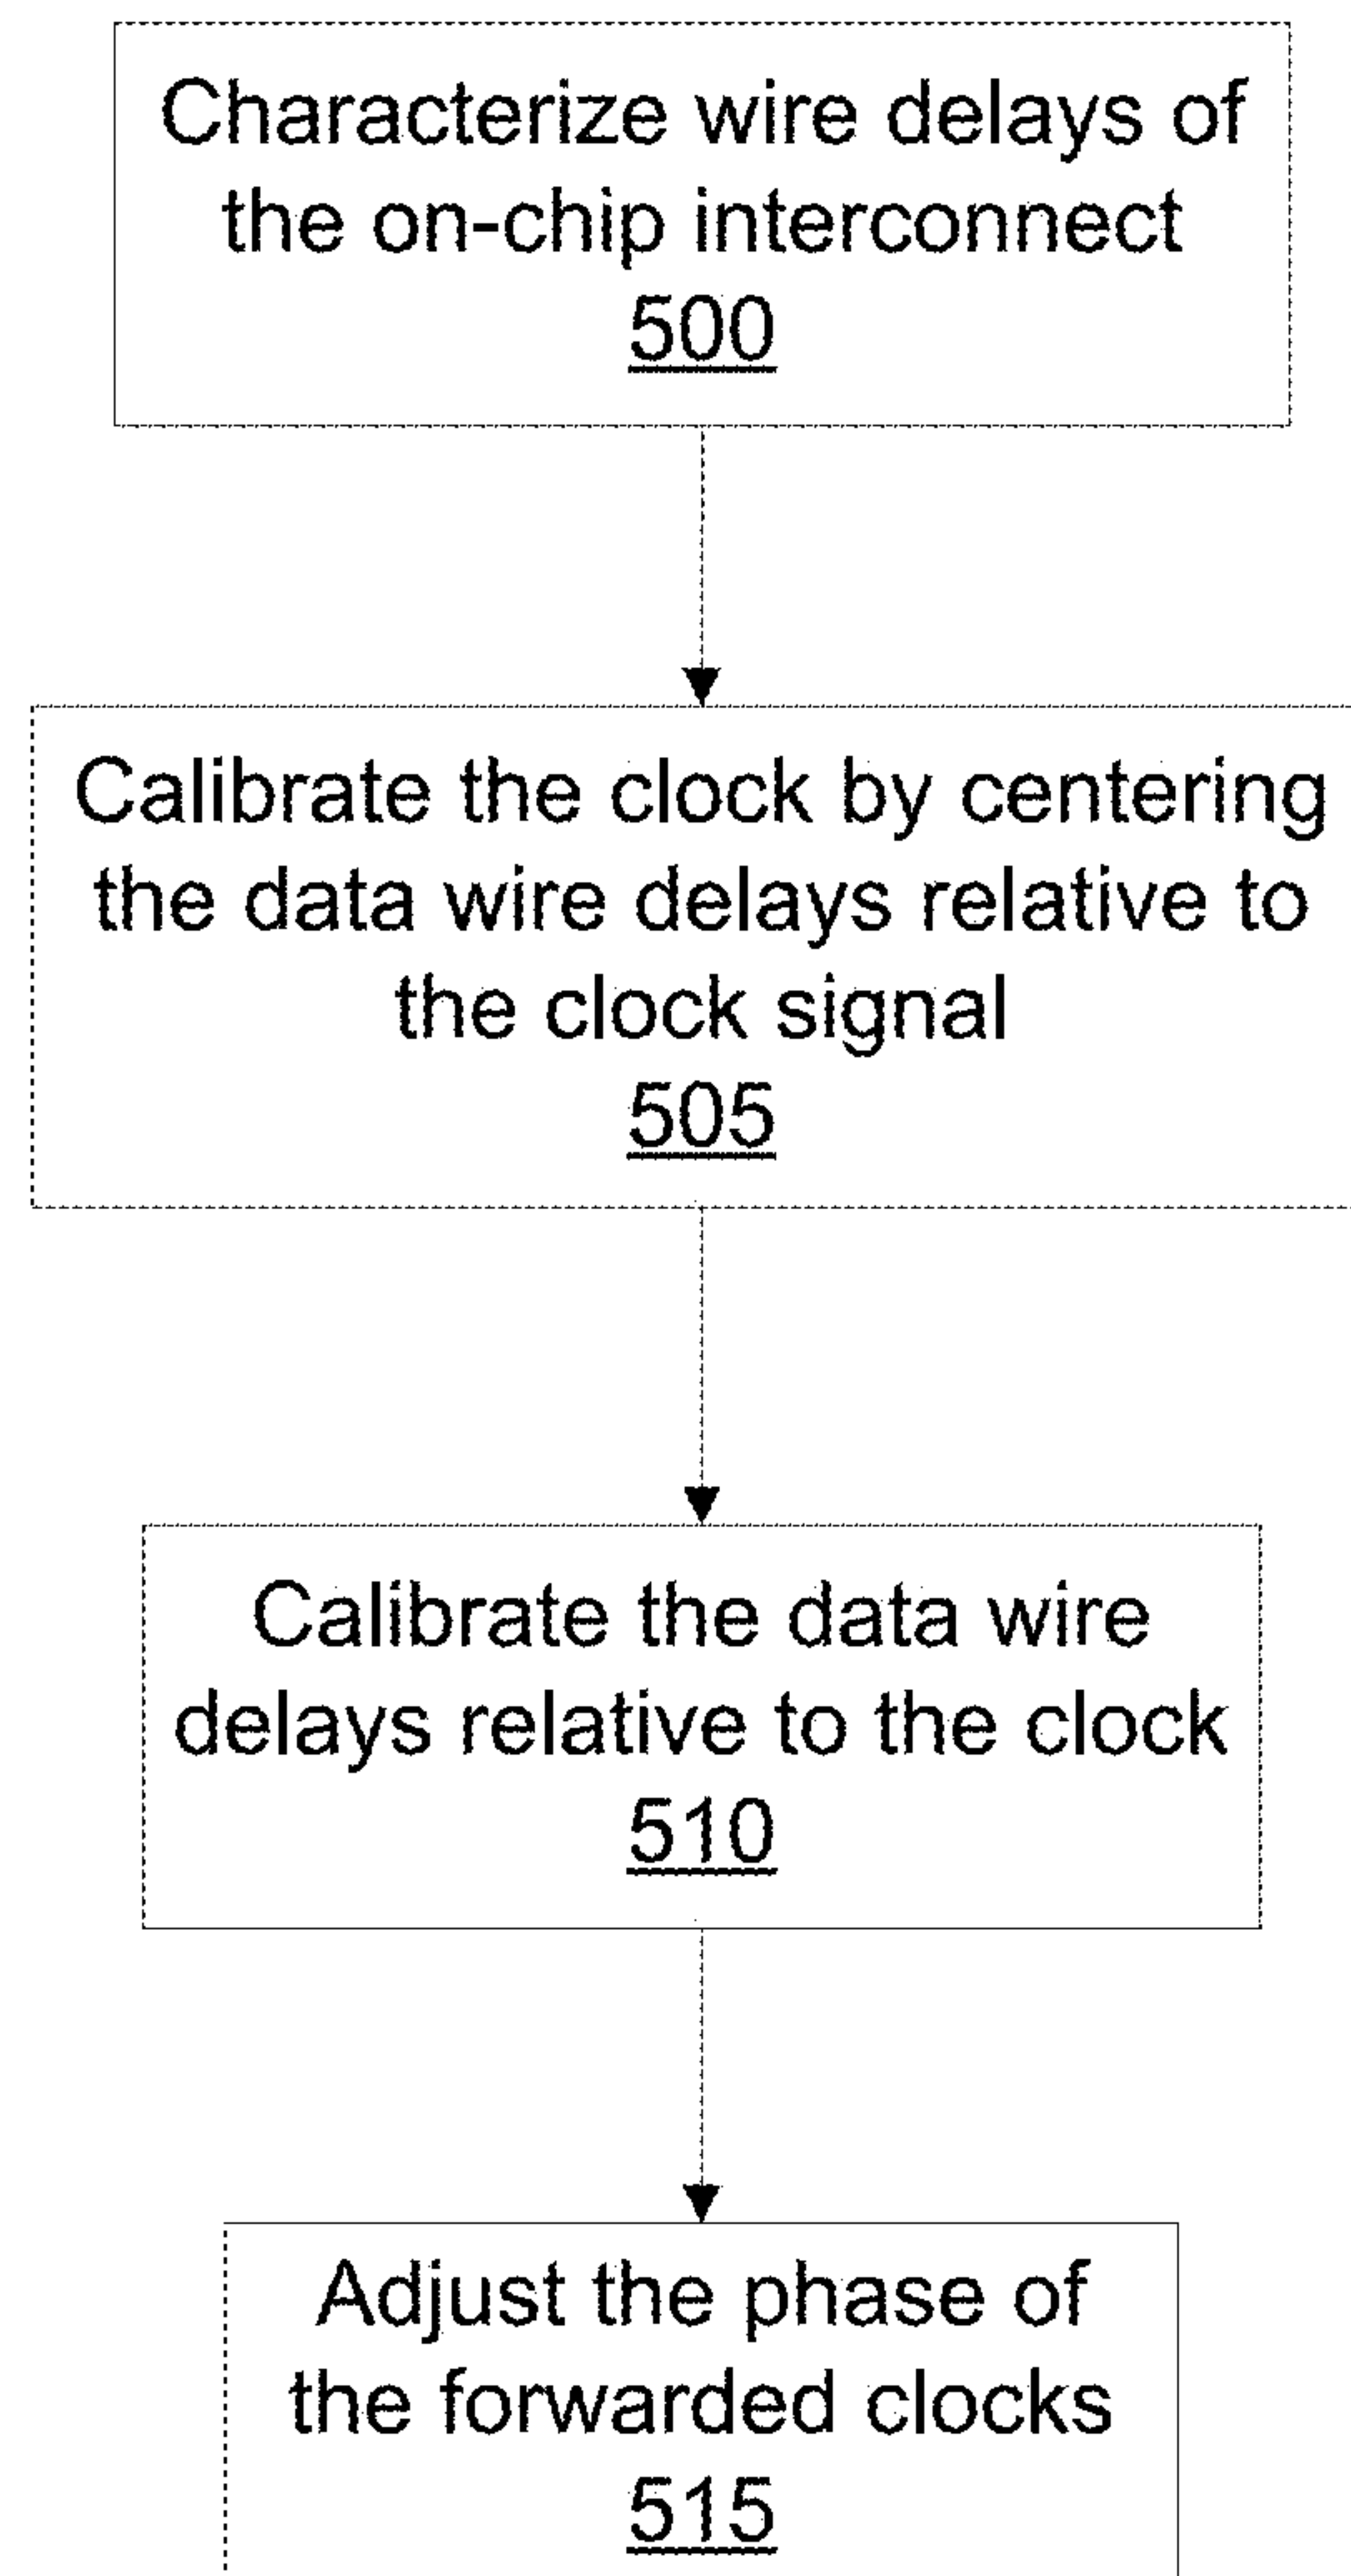 Characterize wire delays of
the on-chip interconnect
500
Calibrate the clock by centering
the data wire delays relative to
the clock signal
505
Calibrate the data wire
delays relative to the clock
510
Adjust the phase of
the forwarded clocks
515